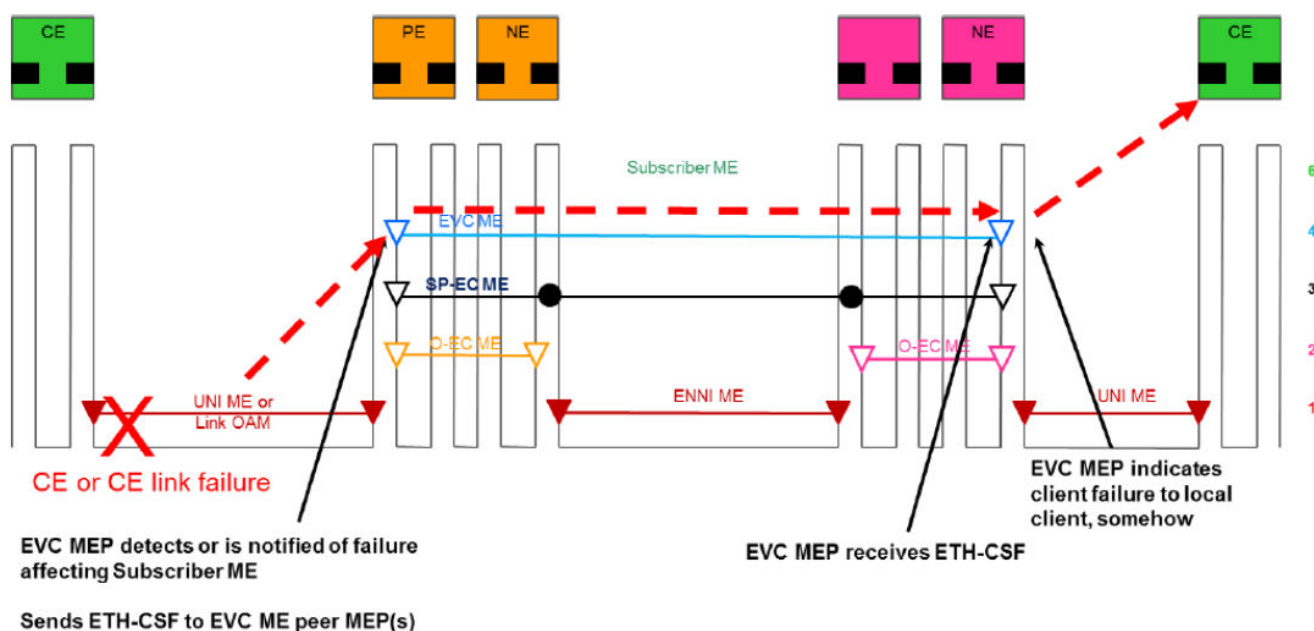 CE
PE
NE
NE
CE
Subscriber ME
6
EVC ME
4
SP-EC ME
3
O-EC ME
O-EC ME
2
UNI ME or
Link OAM
ENNI ME
UNI ME
1
X
CE or CE link failure
EVC MEP detects or is notified of failure
affecting Subscriber ME
Sends ETH-CSF to EVC ME peer MEP(s)
EVC MEP receives ETH-CSF
EVC MEP indicates
client failure to local
client, somehow